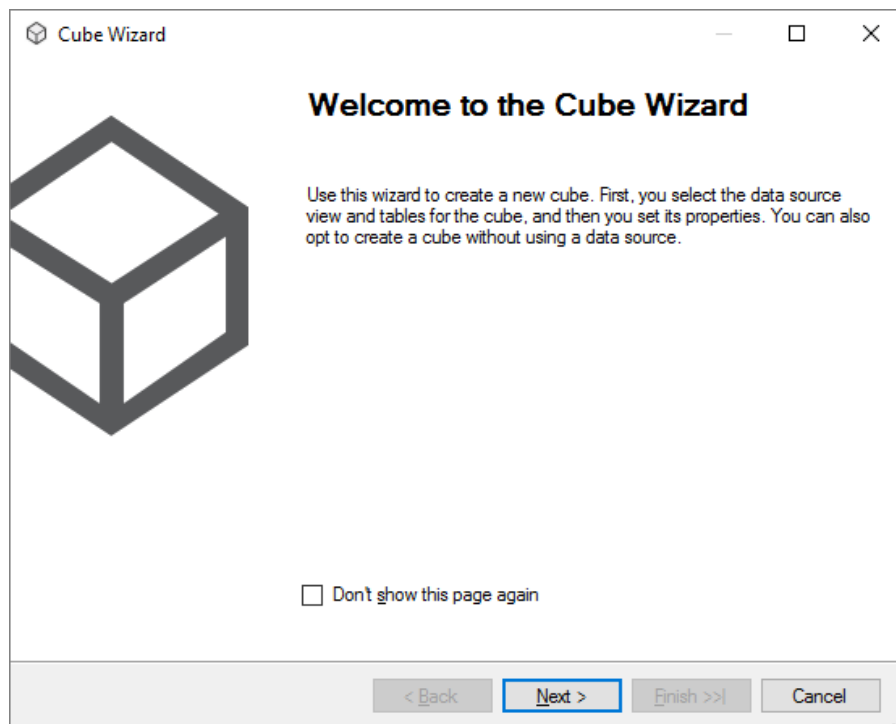 Cube Wizard
Welcome to the Cube Wizard
Use this wizard to create a new cube. First, you select the data source
view and tables for the cube, and then you set its properties. You can also
opt to create a cube without using a data source.
Don't show this page again
< Back
Next >
Finish >>|
Cancel